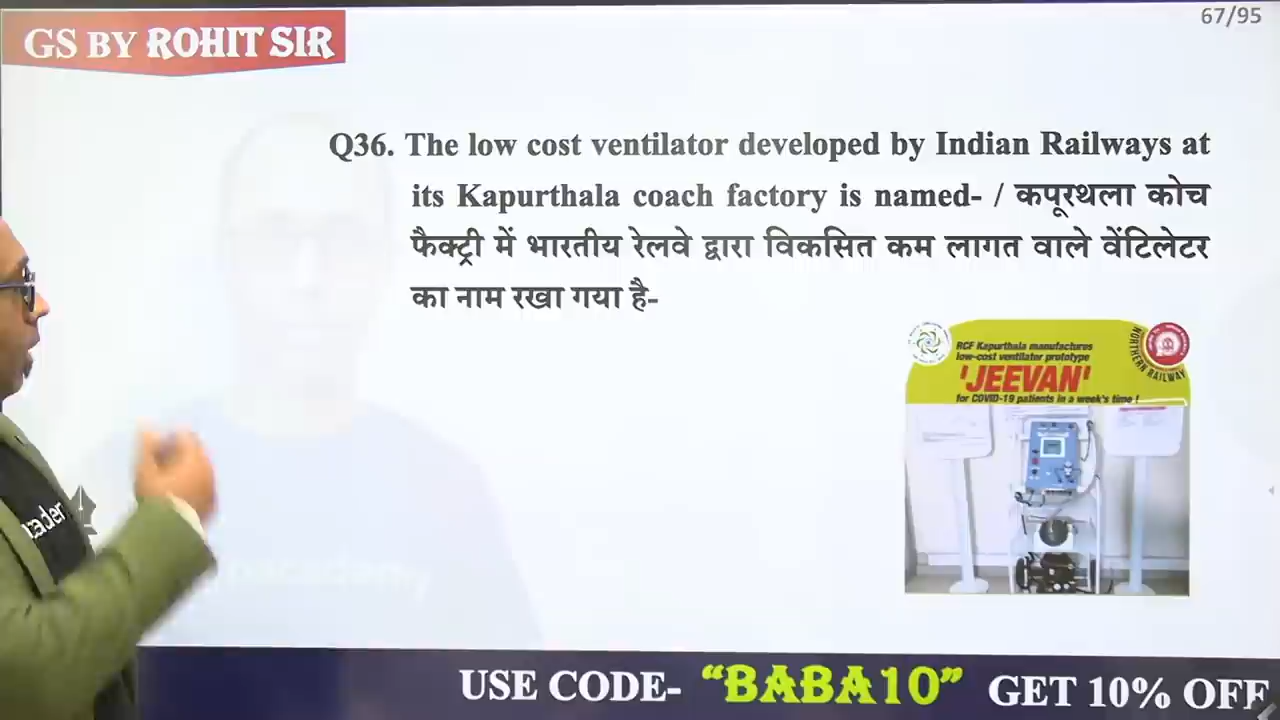 67/95
GS BY ROHIT SIR
Q36. The low cost ventilator developed by Indian Railways at
its Kapurthala coach factory is named- / कपूरथला कोच
फैक्ट्री में भारतीय रेलवे द्वारा विकसित कम लागत वाले वेंटिलेटर
का नाम रखा गया है-
RCF Kapurthala manufactures
low-cost ventilator prototype
'JEEVAN'
for COVID-19 patients in a week's time !
NORTHERN RAILWAY
USE CODE- “BABA10” GET 10% OFF